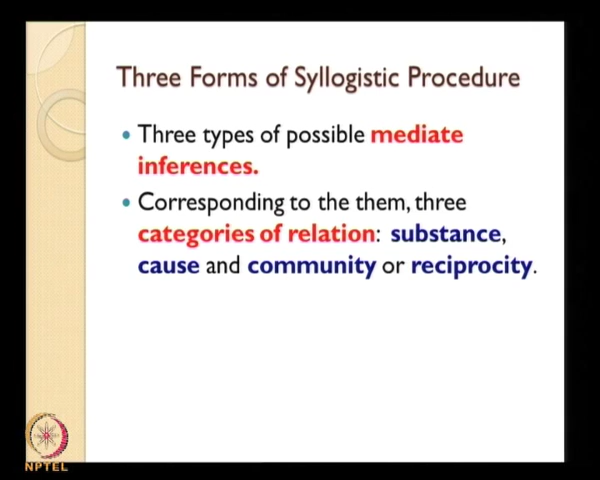 Three Forms of Syllogistic Procedure
• Three types of possible mediate
inferences.
• Corresponding to the them, three
categories of relation: substance,
cause and community or reciprocity.
NPTEL